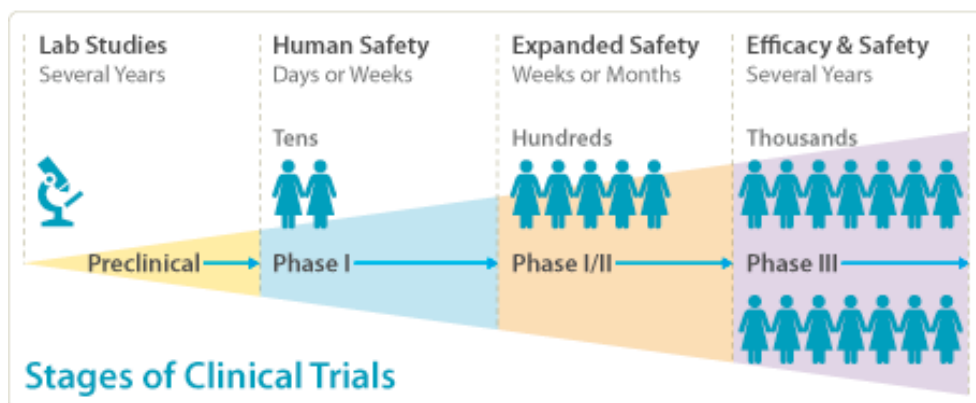 Lab Studies
Several Years
Human Safety
Days or Weeks
Expanded Safety
Weeks or Months
Efficacy & Safety
Several Years
Tens
Hundreds
Thousands
Preclinical
Phase I
Phase I/II
Phase III
Stages of Clinical Trials